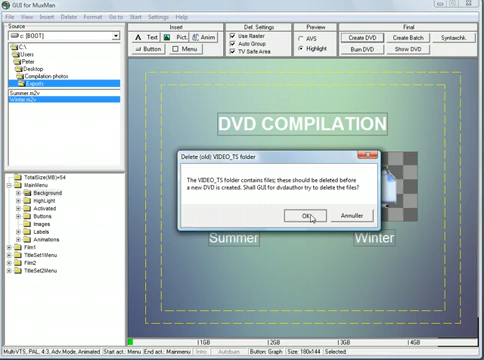 GUI for MuxMan
File View Insert Delete Format Go to Start Settings Help
Source
c: [BOOT]
C:\
Users
Peter
Desktop
Compilation photos
Exports
Summer.m2v
Winter.m2v
Insert
A Text Pict. Anim
Button Menu
Def. Settings
Use Raster
Auto Group
TV Safe Area
Preview
AVS
Highlight
Final
Create DVD Create Batch Syntaxchk.
Burn DVD Show DVD
TotalSize(MB)=54
MainMenu
Background
HighLight
Activated
Buttons
Images
Labels
Animations
Film1
TitleSet1Menu
Film2
TitleSet2Menu
DVD COMPILATION
Delete (old) VIDEO_TS folder
The VIDEO_TS folder contains files; these should be deleted before
a new DVD is created. Shall GUI for dvdauthor try to delete the files?
OK Annuller
Summer Winter
1GB 2GB 3GB 4GB
MultiVTS, PAL, 4:3, Adv.Mode, Animated Start act.: Menu End act.: Mainmenu Intro Autoburn Button: Graph Size: 180x144 Selected: